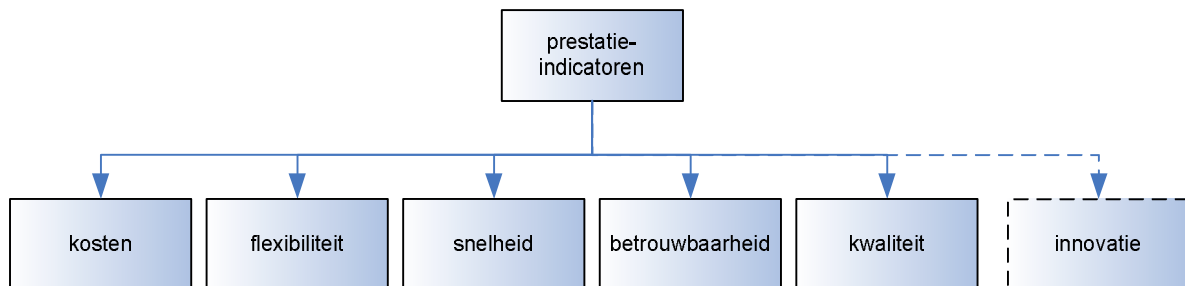 prestatie-
indicatoren
kosten
flexibiliteit
snelheid
betrouwbaarheid
kwaliteit
innovatie